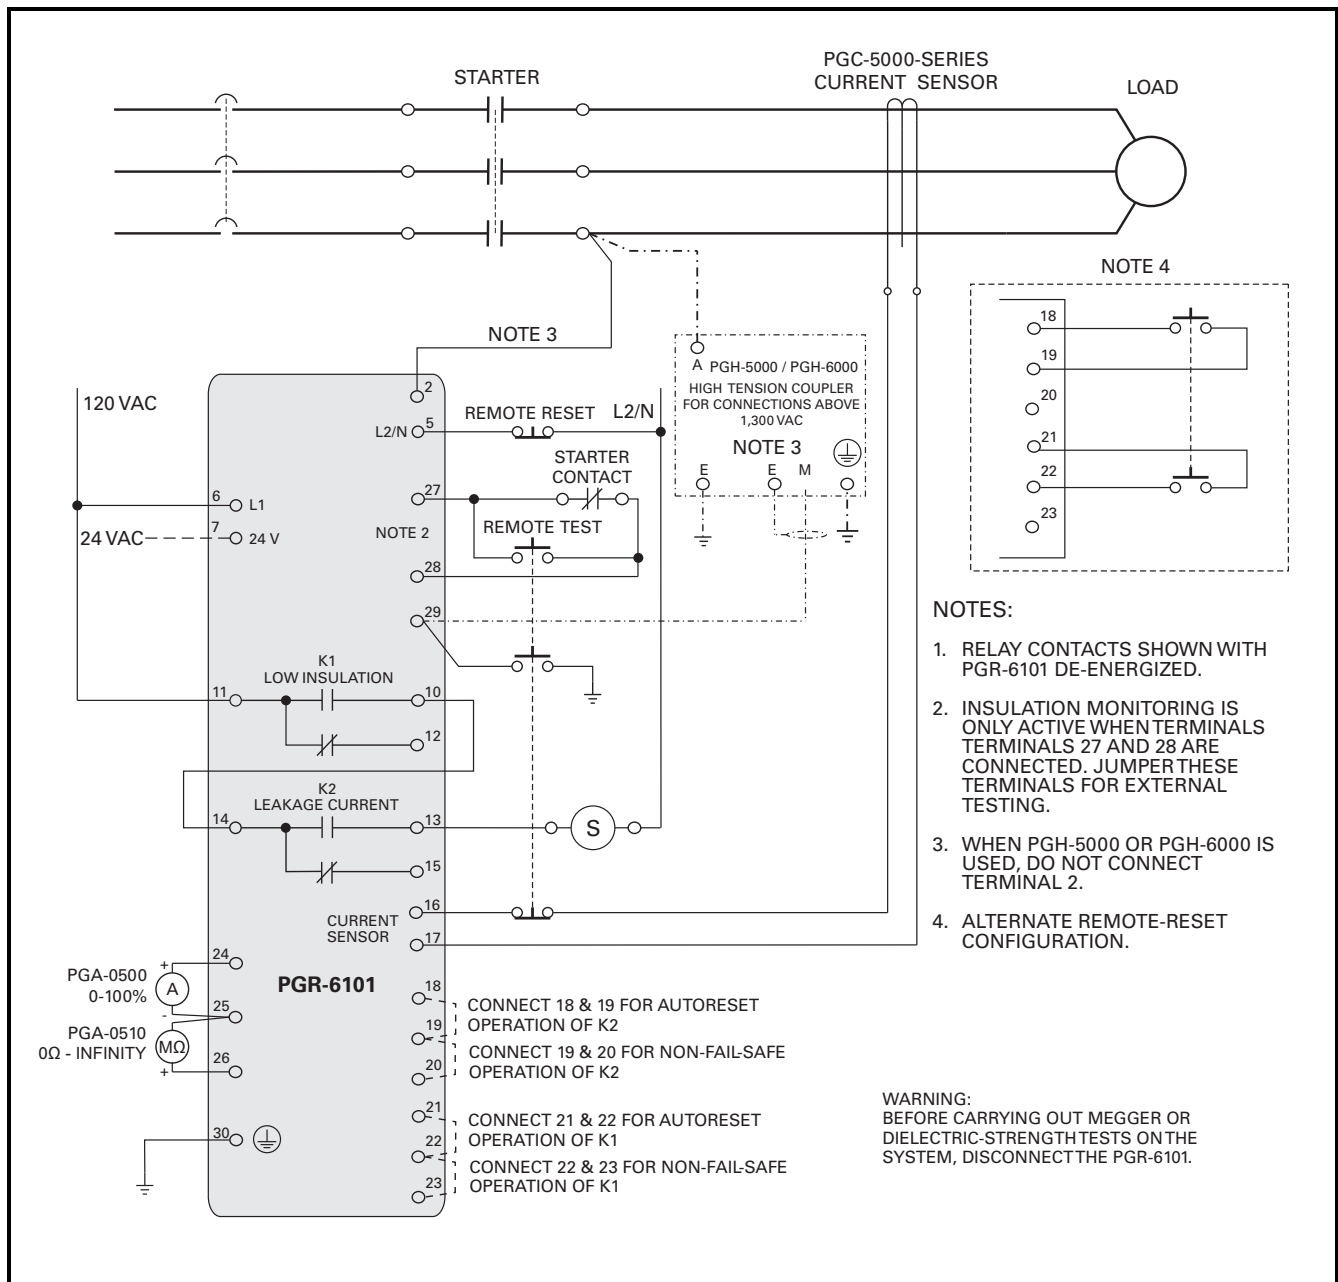 PGC-5000-SERIES
CURRENT SENSOR
STARTER
LOAD
NOTE 4
18
19
20
21
22
23
NOTE 3
A PGH-5000 / PGH-6000
HIGH TENSION COUPLER
FOR CONNECTIONS ABOVE
1,300 VAC
NOTE 3
E E M
120 VAC
2
REMOTE RESET L2/N
L2/N 5
STARTER
CONTACT
6 L1
27
7 24 V
24 VAC
NOTE 2
REMOTE TEST
28
29
K1
LOW INSULATION
11 10
12
K2
LEAKAGE CURRENT
14 13
S
15
16
CURRENT
SENSOR
17
24
+
PGA-0500
0-100%
A
PGR-6101
-
25
PGA-0510
0Ω - INFINITY
MΩ
+
26
30
18
CONNECT 18 & 19 FOR AUTORESET
OPERATION OF K2
19
CONNECT 19 & 20 FOR NON-FAIL-SAFE
OPERATION OF K2
20
21
CONNECT 21 & 22 FOR AUTORESET
OPERATION OF K1
22
CONNECT 22 & 23 FOR NON-FAIL-SAFE
OPERATION OF K1
23
NOTES:
1. RELAY CONTACTS SHOWN WITH
PGR-6101 DE-ENERGIZED.
2. INSULATION MONITORING IS
ONLY ACTIVE WHEN TERMINALS
TERMINALS 27 AND 28 ARE
CONNECTED. JUMPER THESE
TERMINALS FOR EXTERNAL
TESTING.
3. WHEN PGH-5000 OR PGH-6000 IS
USED, DO NOT CONNECT
TERMINAL 2.
4. ALTERNATE REMOTE-RESET
CONFIGURATION.
WARNING:
BEFORE CARRYING OUT MEGGER OR
DIELECTRIC-STRENGTH TESTS ON THE
SYSTEM, DISCONNECT THE PGR-6101.